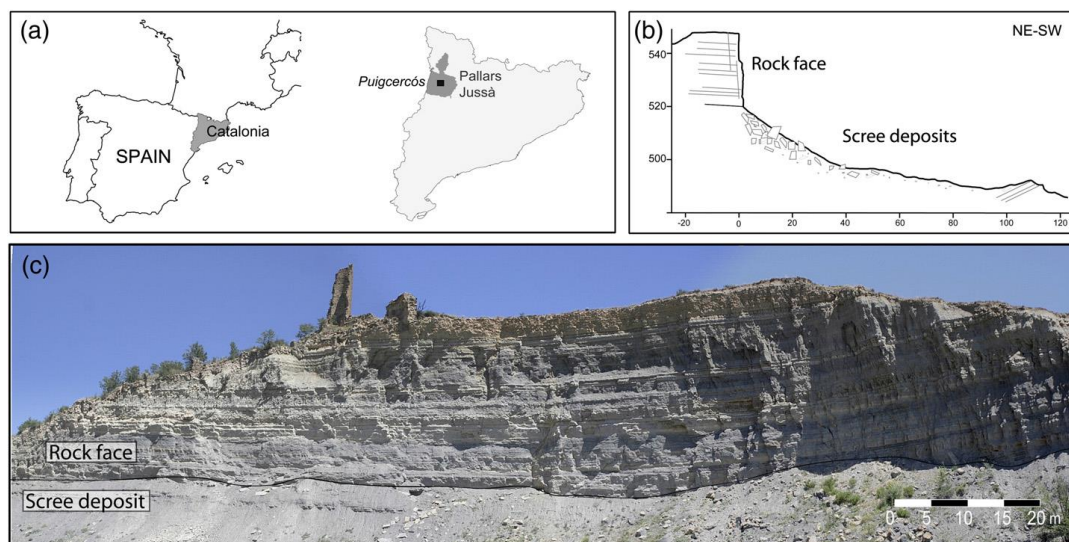 (a)
SPAIN
Catalonia
Puigcercós
Pallars
Jussà
(b)
NE-SW
540
520
500
Rock face
Scree deposits
-20
0
20
40
60
80
100
120
(c)
Rock face
Scree deposit
0 5 10 15 20 m